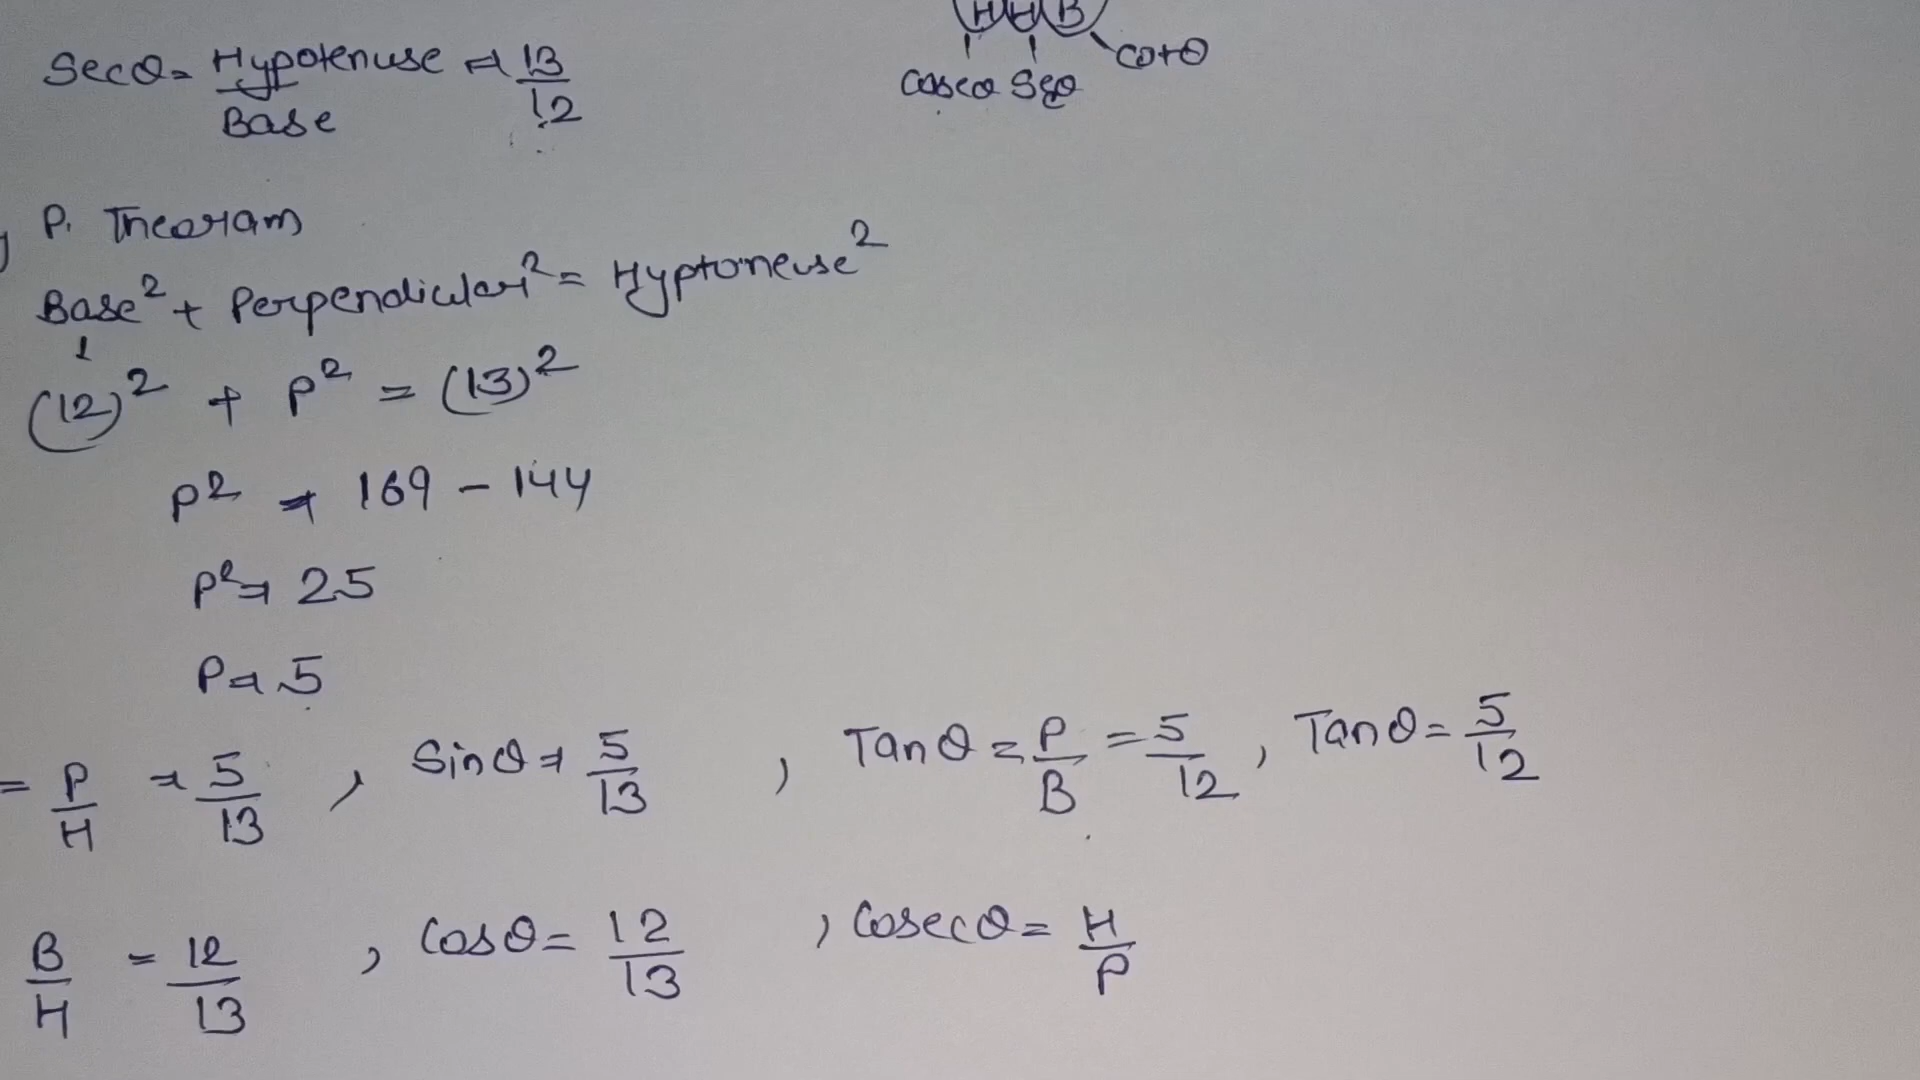 H H B
Secθ = Hypotenuse / Base = 13/12
Cosecθ Secθ Cotθ
P. Theoram
Base² + Perpendicular² = Hyptoneuse²
(12)² + P² = (13)²
P² = 169 - 144
P² = 25
P = 5
= P/H = 5/13 , Sinθ = 5/13 , Tanθ = P/B = 5/12 , Tanθ = 5/12
B/H = 12/13 , Cosθ = 12/13 , Cosecθ = H/P